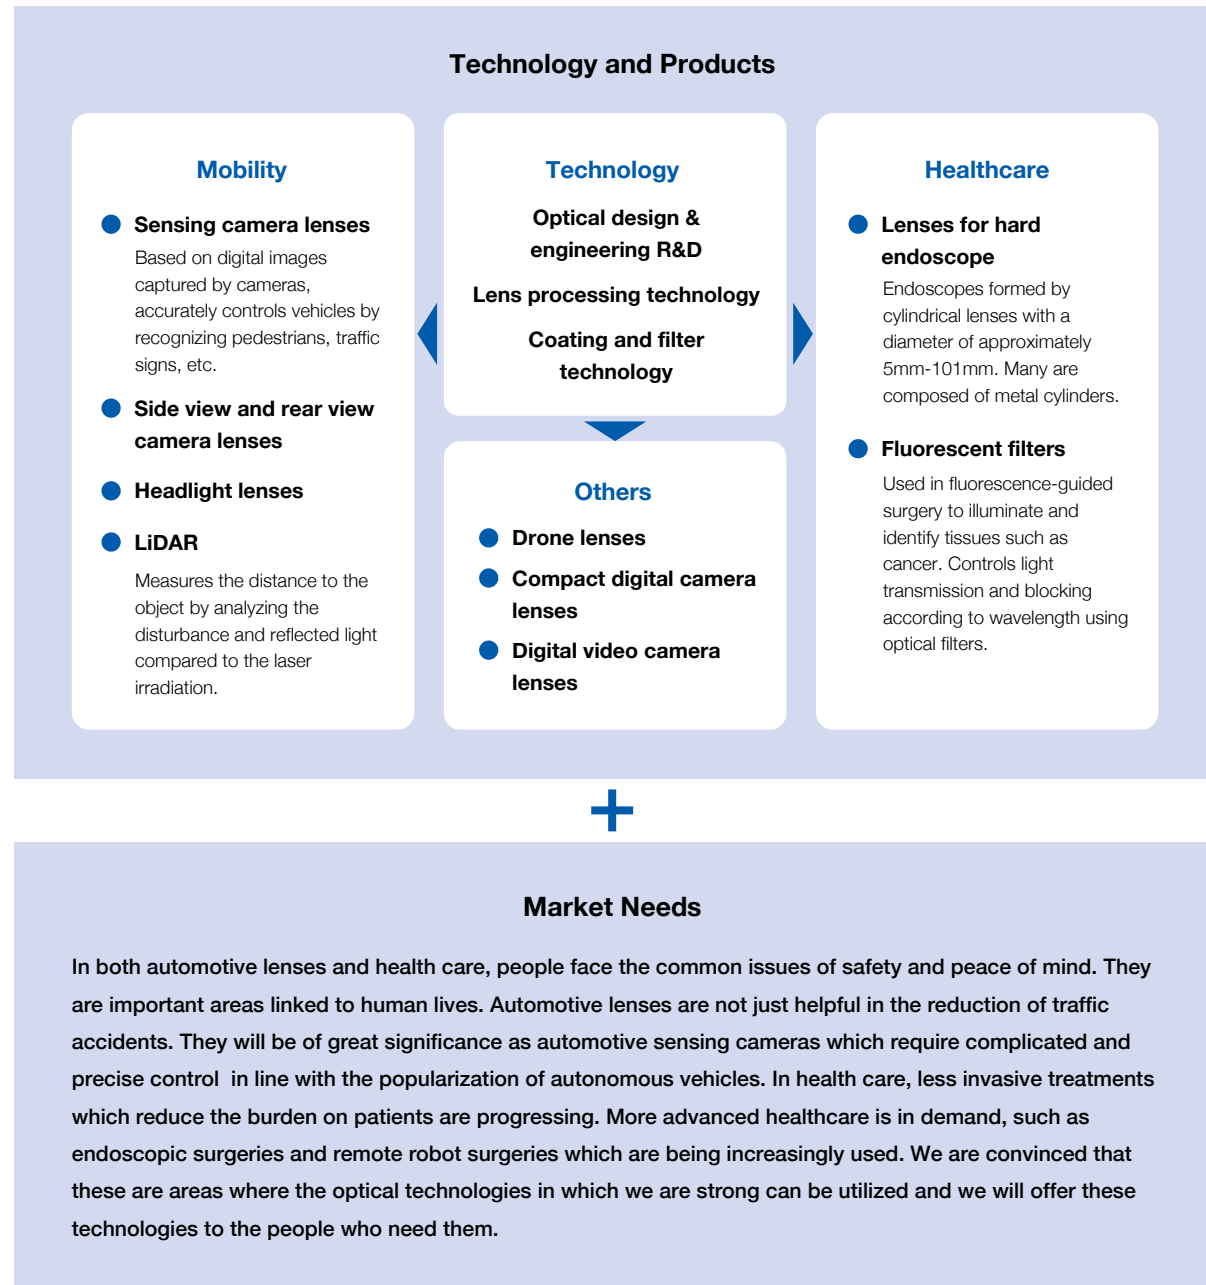 Technology and Products
Mobility
Sensing camera lenses
Based on digital images
captured by cameras,
accurately controls vehicles by
recognizing pedestrians, traffic
signs, etc.
Side view and rear view
camera lenses
Headlight lenses
LiDAR
Measures the distance to the
object by analyzing the
disturbance and reflected light
compared to the laser
irradiation.
Technology
Optical design &
engineering R&D
Lens processing technology
Coating and filter
technology
Others
Drone lenses
Compact digital camera
lenses
Digital video camera
lenses
Healthcare
Lenses for hard
endoscope
Endoscopes formed by
cylindrical lenses with a
diameter of approximately
5mm-101mm. Many are
composed of metal cylinders.
Fluorescent filters
Used in fluorescence-guided
surgery to illuminate and
identify tissues such as
cancer. Controls light
transmission and blocking
according to wavelength using
optical filters.
+
Market Needs
In both automotive lenses and health care, people face the common issues of safety and peace of mind. They
are important areas linked to human lives. Automotive lenses are not just helpful in the reduction of traffic
accidents. They will be of great significance as automotive sensing cameras which require complicated and
precise control  in line with the popularization of autonomous vehicles. In health care, less invasive treatments
which reduce the burden on patients are progressing. More advanced healthcare is in demand, such as
endoscopic surgeries and remote robot surgeries which are being increasingly used. We are convinced that
these are areas where the optical technologies in which we are strong can be utilized and we will offer these
technologies to the people who need them.